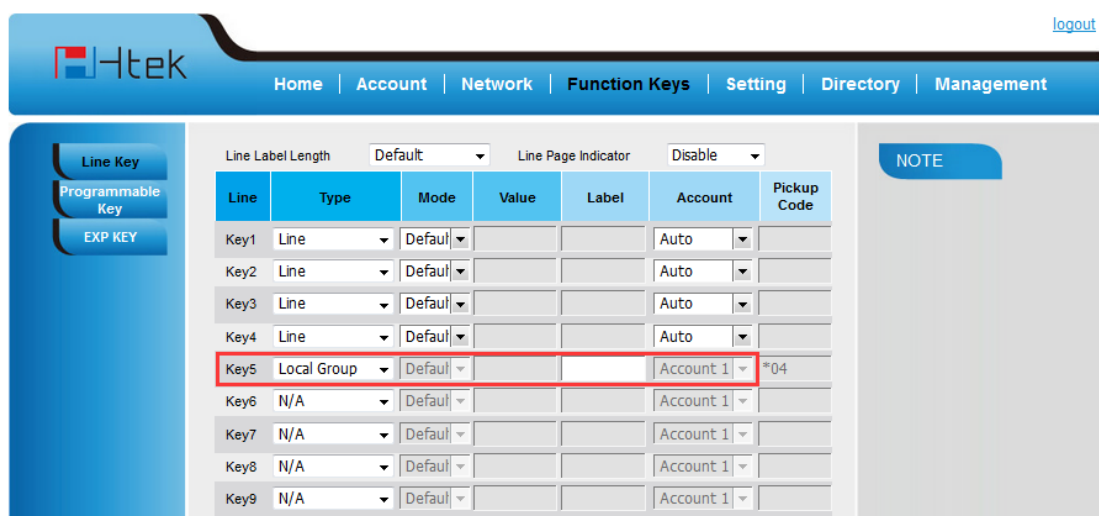 logout
Htek
Home | Account | Network | Function Keys | Setting | Directory | Management
Line Key
Programmable Key
EXP KEY
Line Label Length Default Line Page Indicator Disable
Line Type Mode Value Label Account Pickup Code
Key1 Line Defaul Auto
Key2 Line Defaul Auto
Key3 Line Defaul Auto
Key4 Line Defaul Auto
Key5 Local Group Defaul Account 1 *04
Key6 N/A Defaul Account 1
Key7 N/A Defaul Account 1
Key8 N/A Defaul Account 1
Key9 N/A Defaul Account 1
NOTE